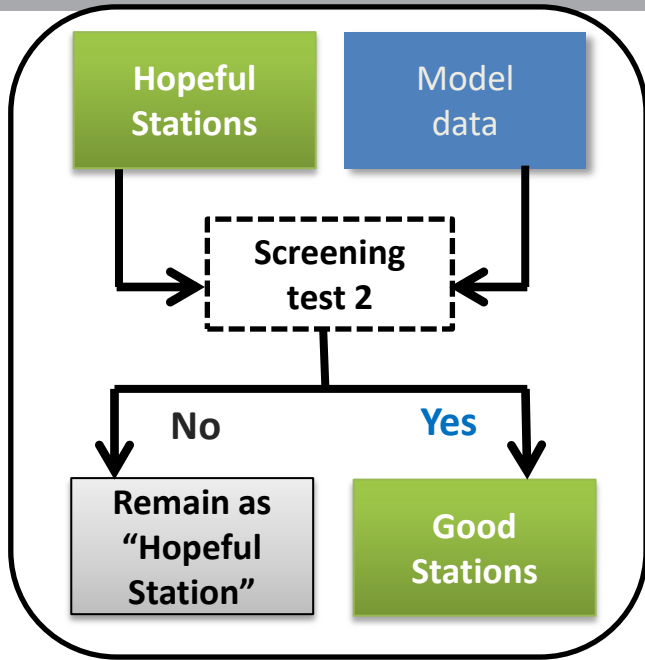 Hopeful
Stations
Model
data
Screening
test 2
No
Yes
Remain as
“Hopeful
Station”
Good
Stations